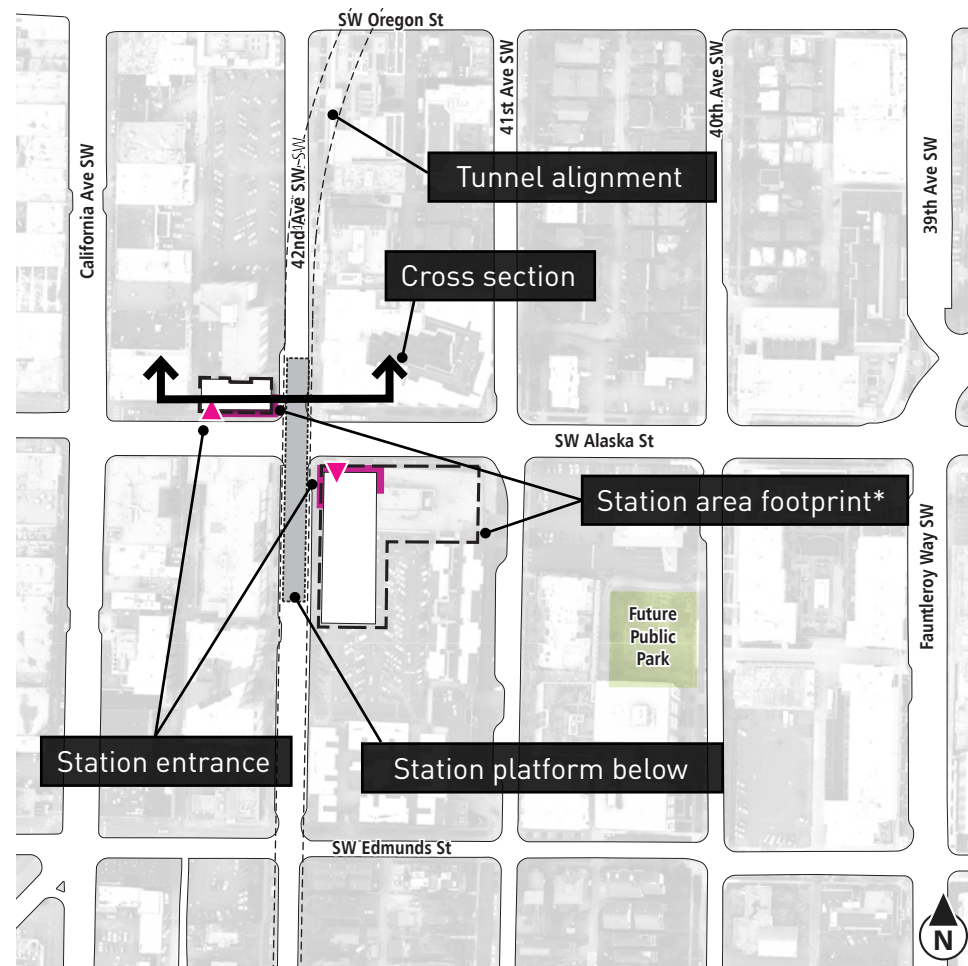 SW Oregon St
California Ave SW
42nd Ave SW
41st Ave SW
40th Ave SW
39th Ave SW
Tunnel alignment
Cross section
SW Alaska St
Station area footprint*
Fauntleroy Way SW
Future
Public
Park
Station entrance
Station platform below
SW Edmunds St
N